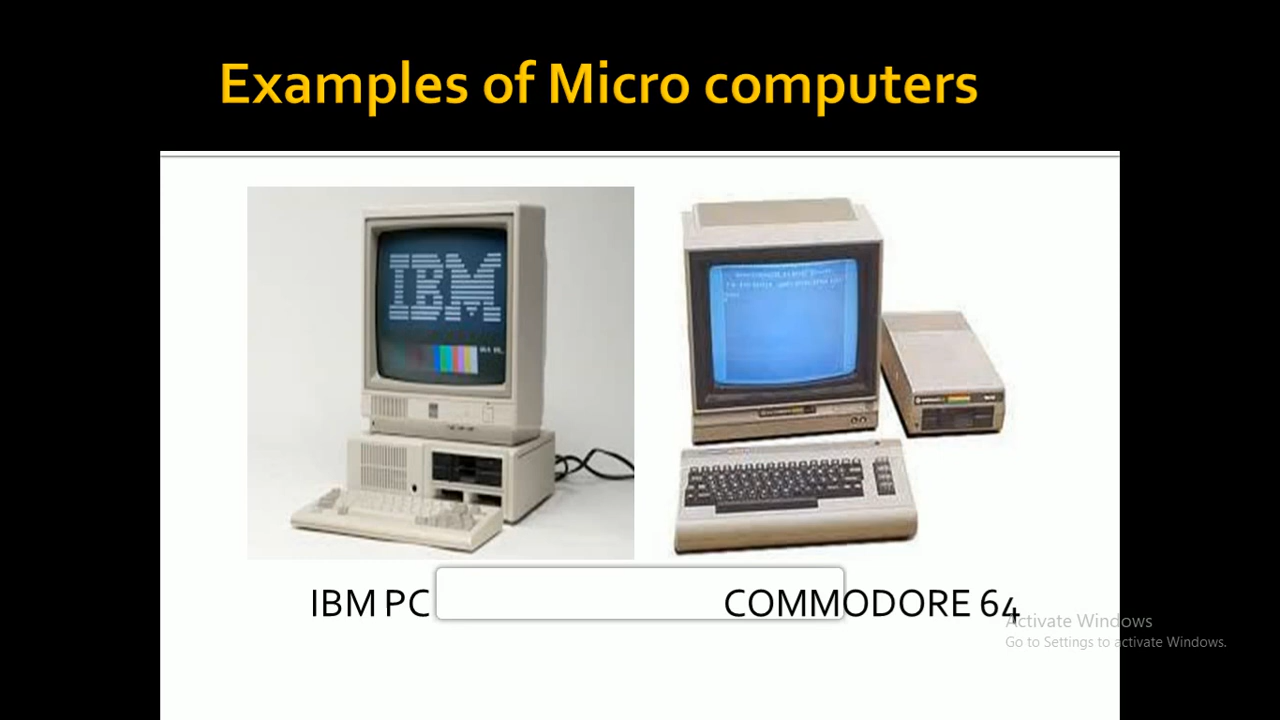 Examples of Micro computers
IBM
IBM PC
COMMODORE 64
Activate Windows
Go to Settings to activate Windows.